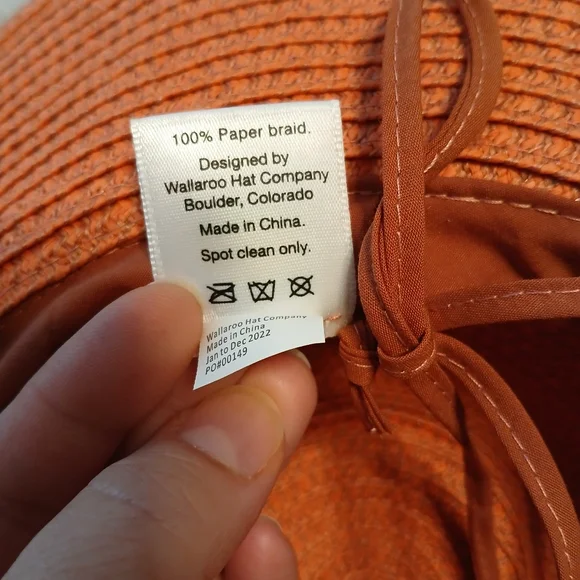 100% Paper braid.
Designed by
Wallaroo Hat Company
Boulder, Colorado
Made in China.
Spot clean only.
Wallaroo Hat Company
Made in China
Jan to Dec 2022
PO#00149